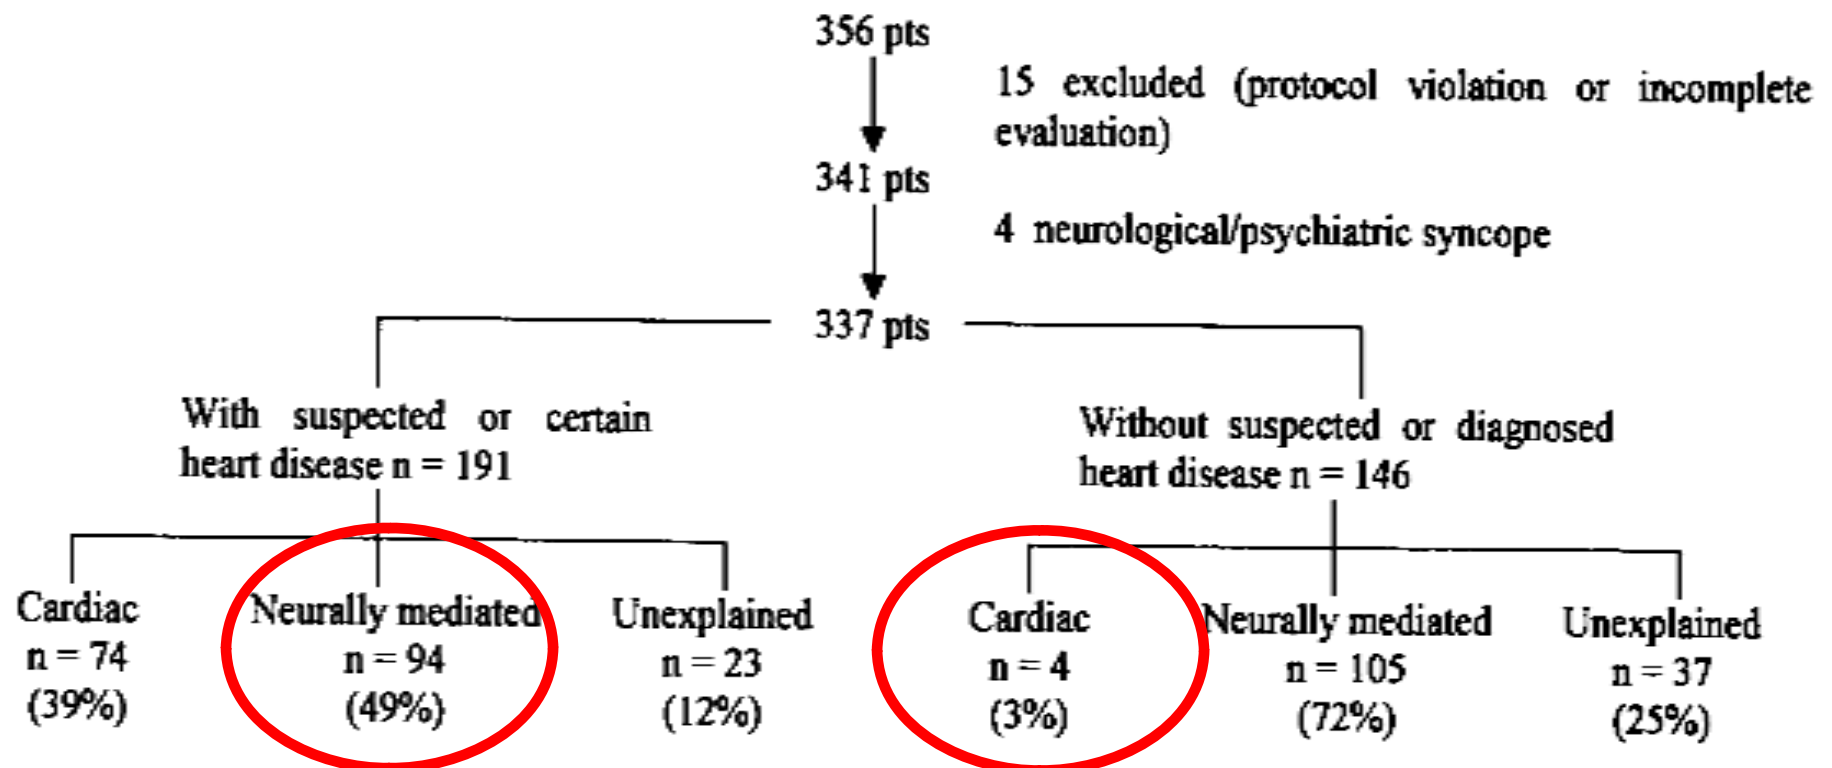 356 pts
15 excluded (protocol violation or incomplete
evaluation)
341 pts
4 neurological/psychiatric syncope
337 pts
With suspected or certain
heart disease n = 191
Without suspected or diagnosed
heart disease n = 146
Cardiac
n = 74
(39%)
Neurally mediated
n = 94
(49%)
Unexplained
n = 23
(12%)
Cardiac
n = 4
(3%)
Neurally mediated
n = 105
(72%)
Unexplained
n = 37
(25%)